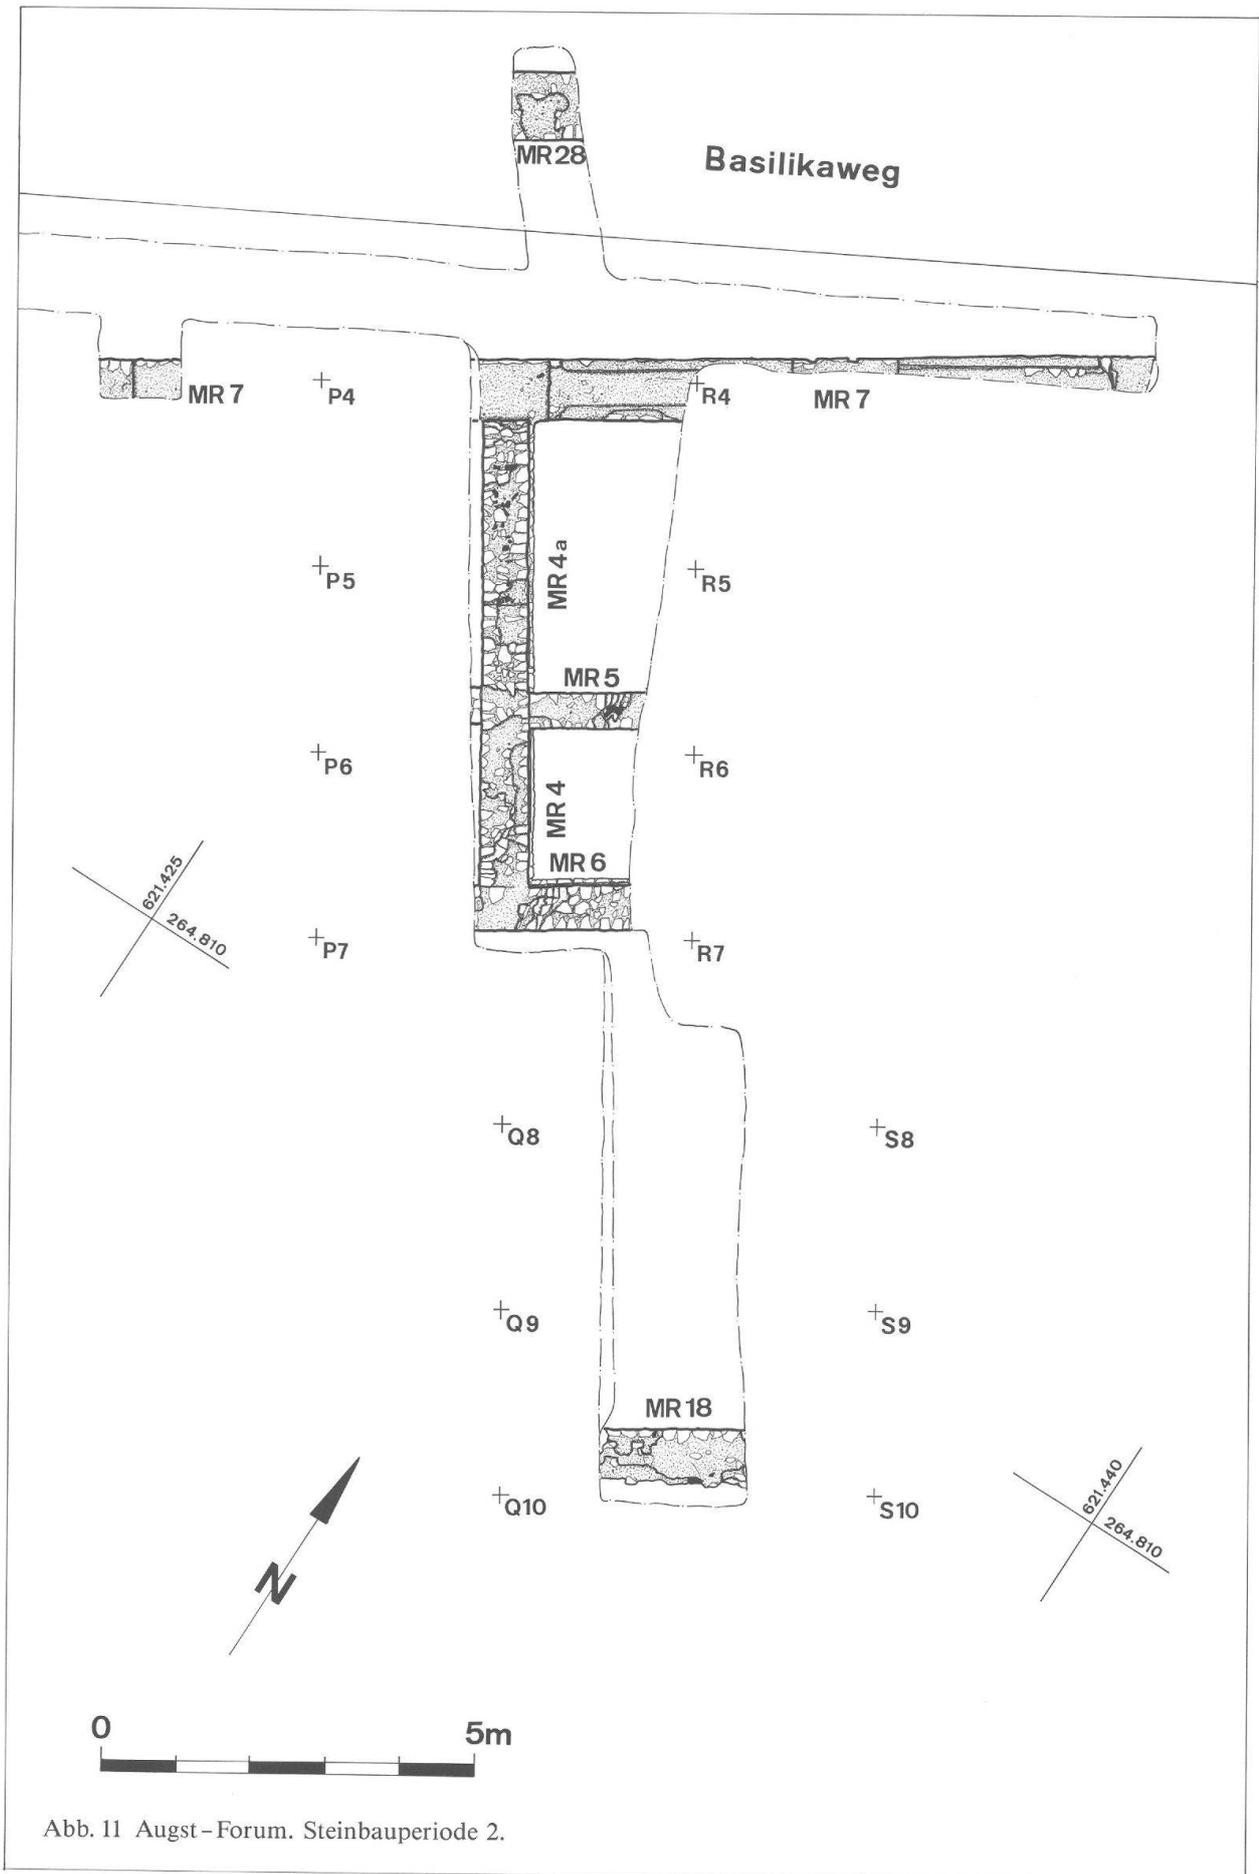 MR 28
Basilikaweg
MR 7
P4
R4
MR 7
P5
MR 4a
R5
MR 5
P6
R6
MR 4
MR 6
621.425
264.810
P7
R7
Q8
S8
Q9
S9
MR 18
Q10
S10
621.440
264.810
N
0
5m
Abb. 11 Augst–Forum. Steinbauperiode 2.